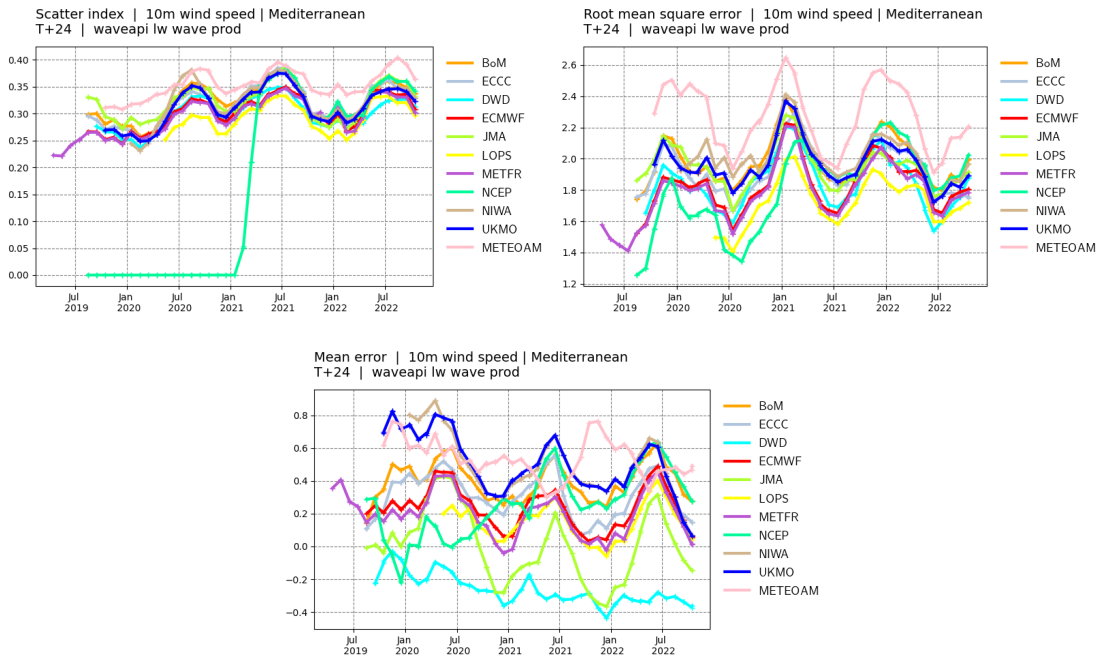 Scatter index | 10m wind speed | Mediterranean
T+24 | waveapi lw wave prod
0.40
0.35
0.30
0.25
0.20
0.15
0.10
0.05
0.00
Jul
2019
Jan
2020
Jul
2020
Jan
2021
Jul
2021
Jan
2022
Jul
2022
BoM
ECCC
DWD
ECMWF
JMA
LOPS
METFR
NCEP
NIWA
UKMO
METEOAM
Root mean square error | 10m wind speed | Mediterranean
T+24 | waveapi lw wave prod
2.6
2.4
2.2
2.0
1.8
1.6
1.4
1.2
Jul
2019
Jan
2020
Jul
2020
Jan
2021
Jul
2021
Jan
2022
Jul
2022
BoM
ECCC
DWD
ECMWF
JMA
LOPS
METFR
NCEP
NIWA
UKMO
METEOAM
Mean error | 10m wind speed | Mediterranean
T+24 | waveapi lw wave prod
0.8
0.6
0.4
0.2
0.0
−0.2
−0.4
Jul
2019
Jan
2020
Jul
2020
Jan
2021
Jul
2021
Jan
2022
Jul
2022
BoM
ECCC
DWD
ECMWF
JMA
LOPS
METFR
NCEP
NIWA
UKMO
METEOAM